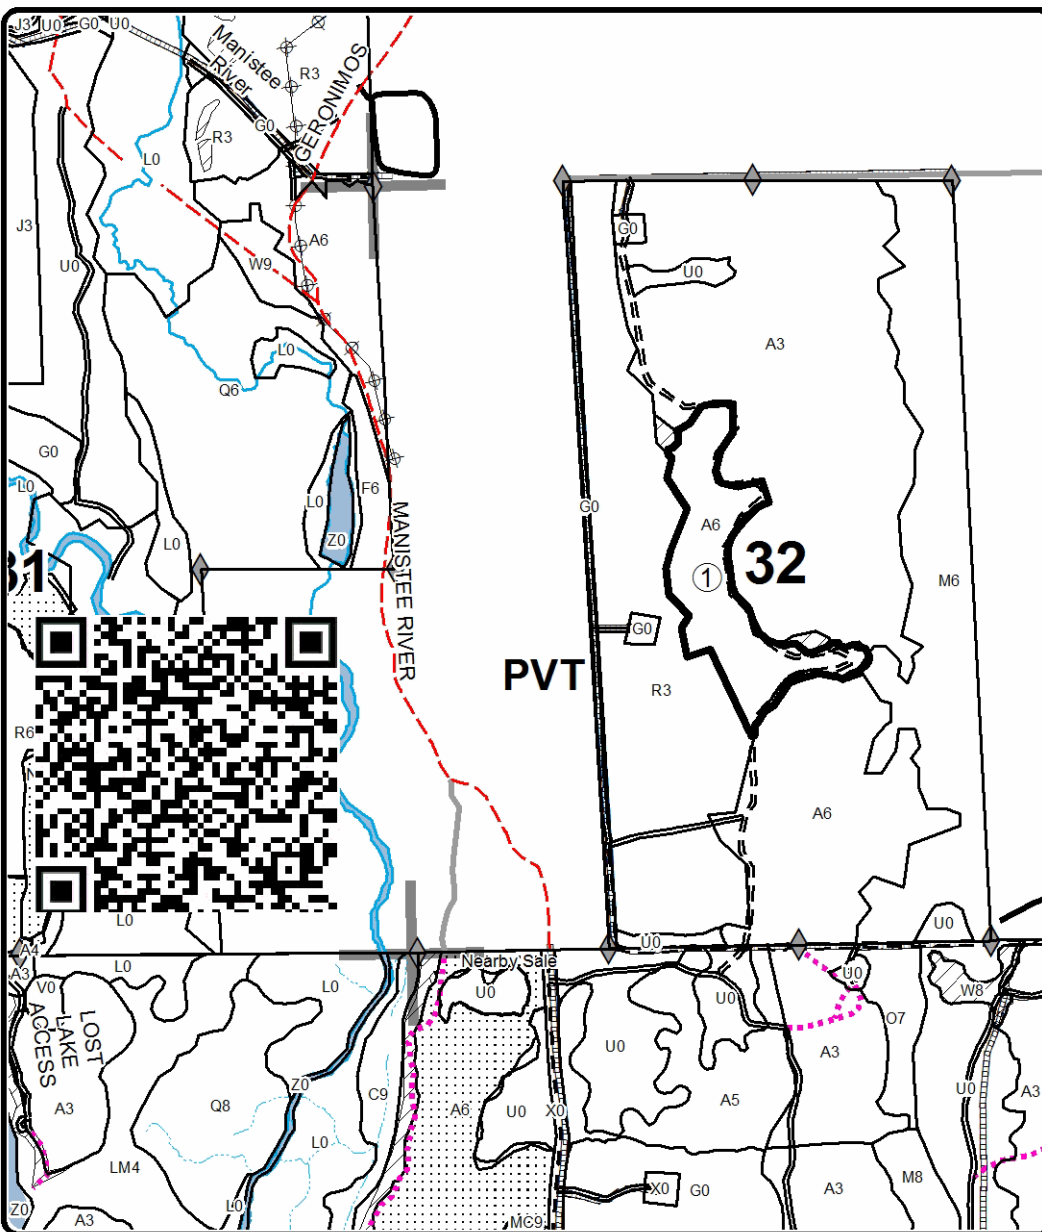 J3
U0
G0
U0
Manistee
River
R3
GERONIMOS
G0
R3
L0
J3
U0
A6
W9
G0
U0
A3
L0
Q6
G0
L0
L0
F6
Z0
L0
MANISTEE RIVER
G0
A6
1
32
M6
G0
PVT
R3
R6
A6
L0
U0
U0
A4
A3
V0
L0
L0
Nearby Sale
U0
U0
U0
W8
LOST
LAKE
ACCESS
O7
U0
A3
A3
Q8
Z0
C9
A6
U0
X0
A5
U0
A3
L0
LM4
X0
G0
A3
M8
Z0
A3
L0
MC9